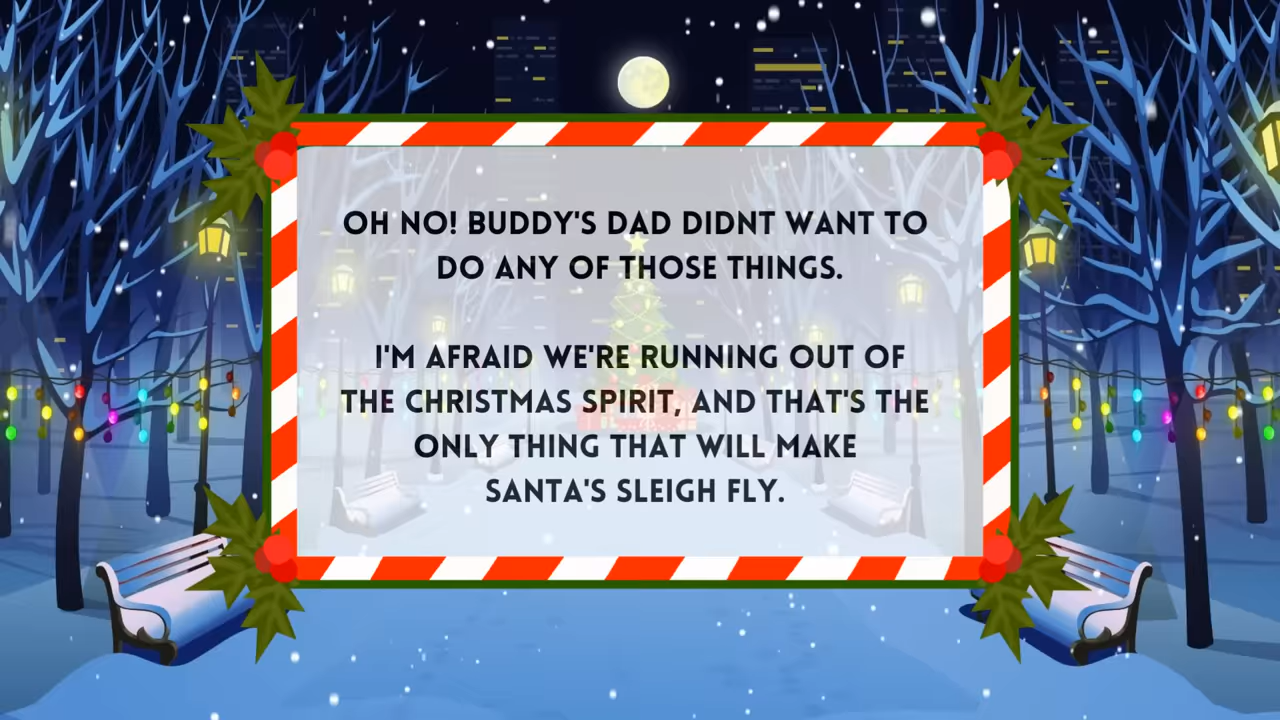 OH NO! BUDDY'S DAD DIDNT WANT TO
DO ANY OF THOSE THINGS.
I'M AFRAID WE'RE RUNNING OUT OF
THE CHRISTMAS SPIRIT, AND THAT'S THE
ONLY THING THAT WILL MAKE
SANTA'S SLEIGH FLY.